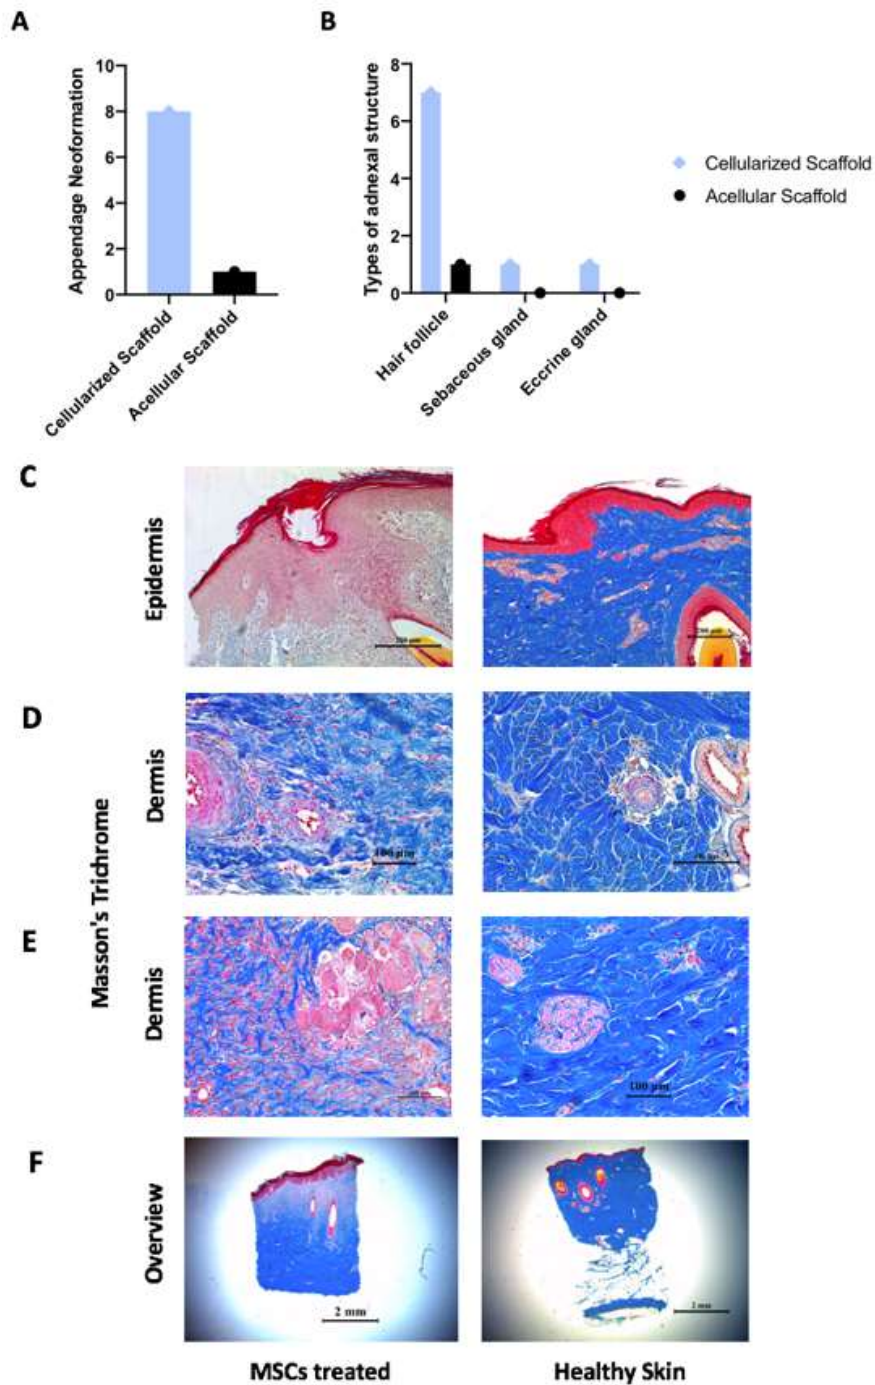 A
B
Appendage Neoformation
10
8
6
4
2
0
Cellularized Scaffold
Acellular Scaffold
Types of adnexal structure
8
6
4
2
0
Hair follicle
Sebaceous gland
Eccrine gland
Cellularized Scaffold
Acellular Scaffold
C
Epidermis
D
Dermis
100 µm
Masson's Trichrome
E
Dermis
100 µm
F
Overview
2 mm
2 mm
MSCs treated
Healthy Skin